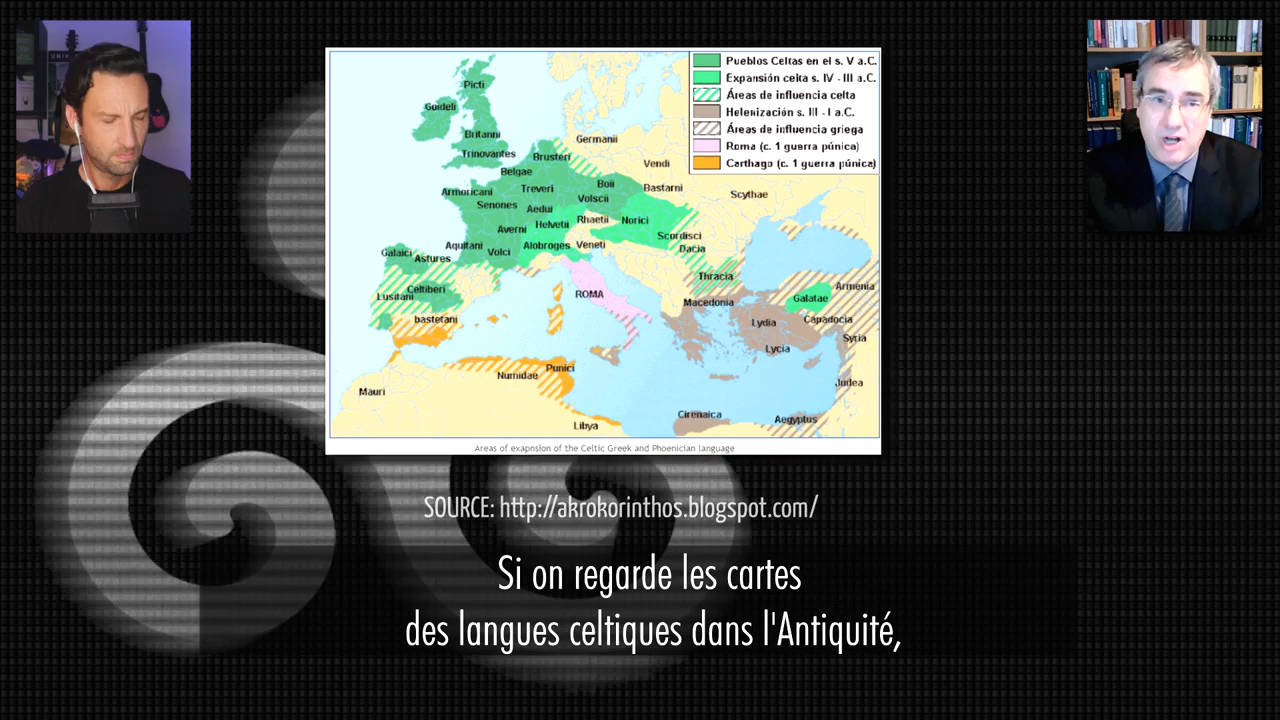 UNIV
Pueblos Celtas en el s. V a.C.
Expansión celta s. IV - III a.C.
Áreas de influencia celta
Helenización s. III - I a.C.
Áreas de influencia griega
Roma (c. 1 guerra púnica)
Carthago (c. 1 guerra púnica)
Picti
Goideli
Britanni
Trinovantes
Germanii
Brusteri
Vendi
Belgae
Boii
Bastarni
Armoricani
Treveri
Scythae
Volscii
Senones
Aedui
Rhaetii
Norici
Helvetii
Averni
Scordisci
Aquitani
Alobroges
Veneti
Dacia
Galaici
Astures
Volci
Thracia
Armenia
Celtiberi
Lusitani
ROMA
Macedonia
Galatae
bastetani
Lydia
Capadocia
Syria
Lycia
Punici
Numidae
Judea
Mauri
Cirenaica
Aegyptus
Libya
Areas of exapnsion of the Celtic Greek and Phoenician language
SOURCE: http://akrokorinthos.blogspot.com/
Si on regarde les cartes
des langues celtiques dans l'Antiquité,